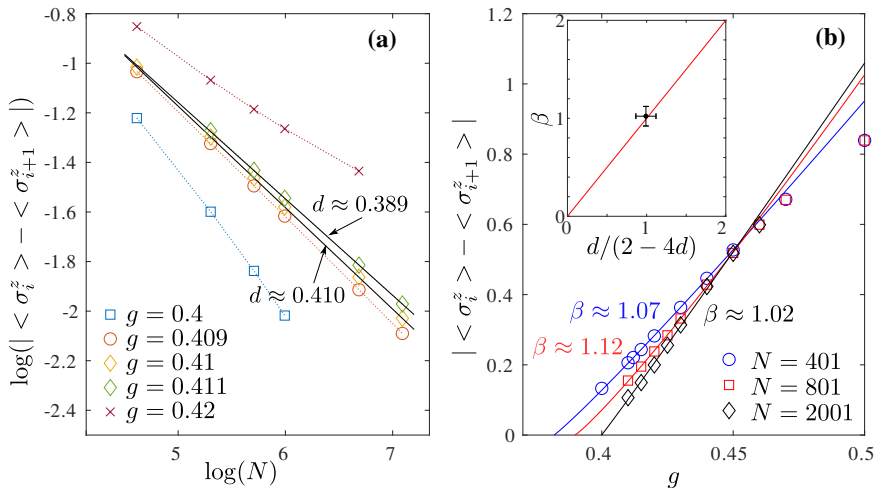 (a)
log(| < σ_i^z > − < σ_{i+1}^z > |)
-0.8
-1
-1.2
-1.4
-1.6
-1.8
-2
-2.2
-2.4
d ≈ 0.389
d ≈ 0.410
g = 0.4
g = 0.409
g = 0.41
g = 0.411
g = 0.42
5 6 7
log(N)
(b)
| < σ_i^z > − < σ_{i+1}^z > |
1.2
1
0.8
0.6
0.4
0.2
0
β
2
1
0
0 1 2
d/(2 − 4d)
β ≈ 1.07
β ≈ 1.12
β ≈ 1.02
N = 401
N = 801
N = 2001
0.4 0.45 0.5
g